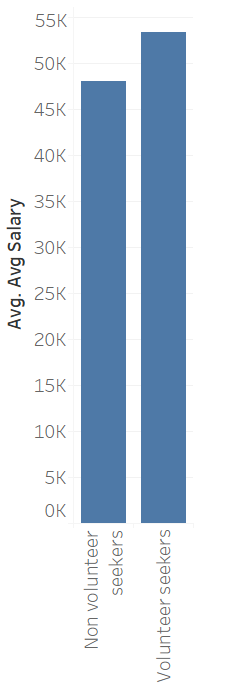 55K
50K
45K
40K
35K
30K
25K
20K
15K
10K
5K
0K
Avg. Avg Salary
Non volunteer
seekers
Volunteer seekers